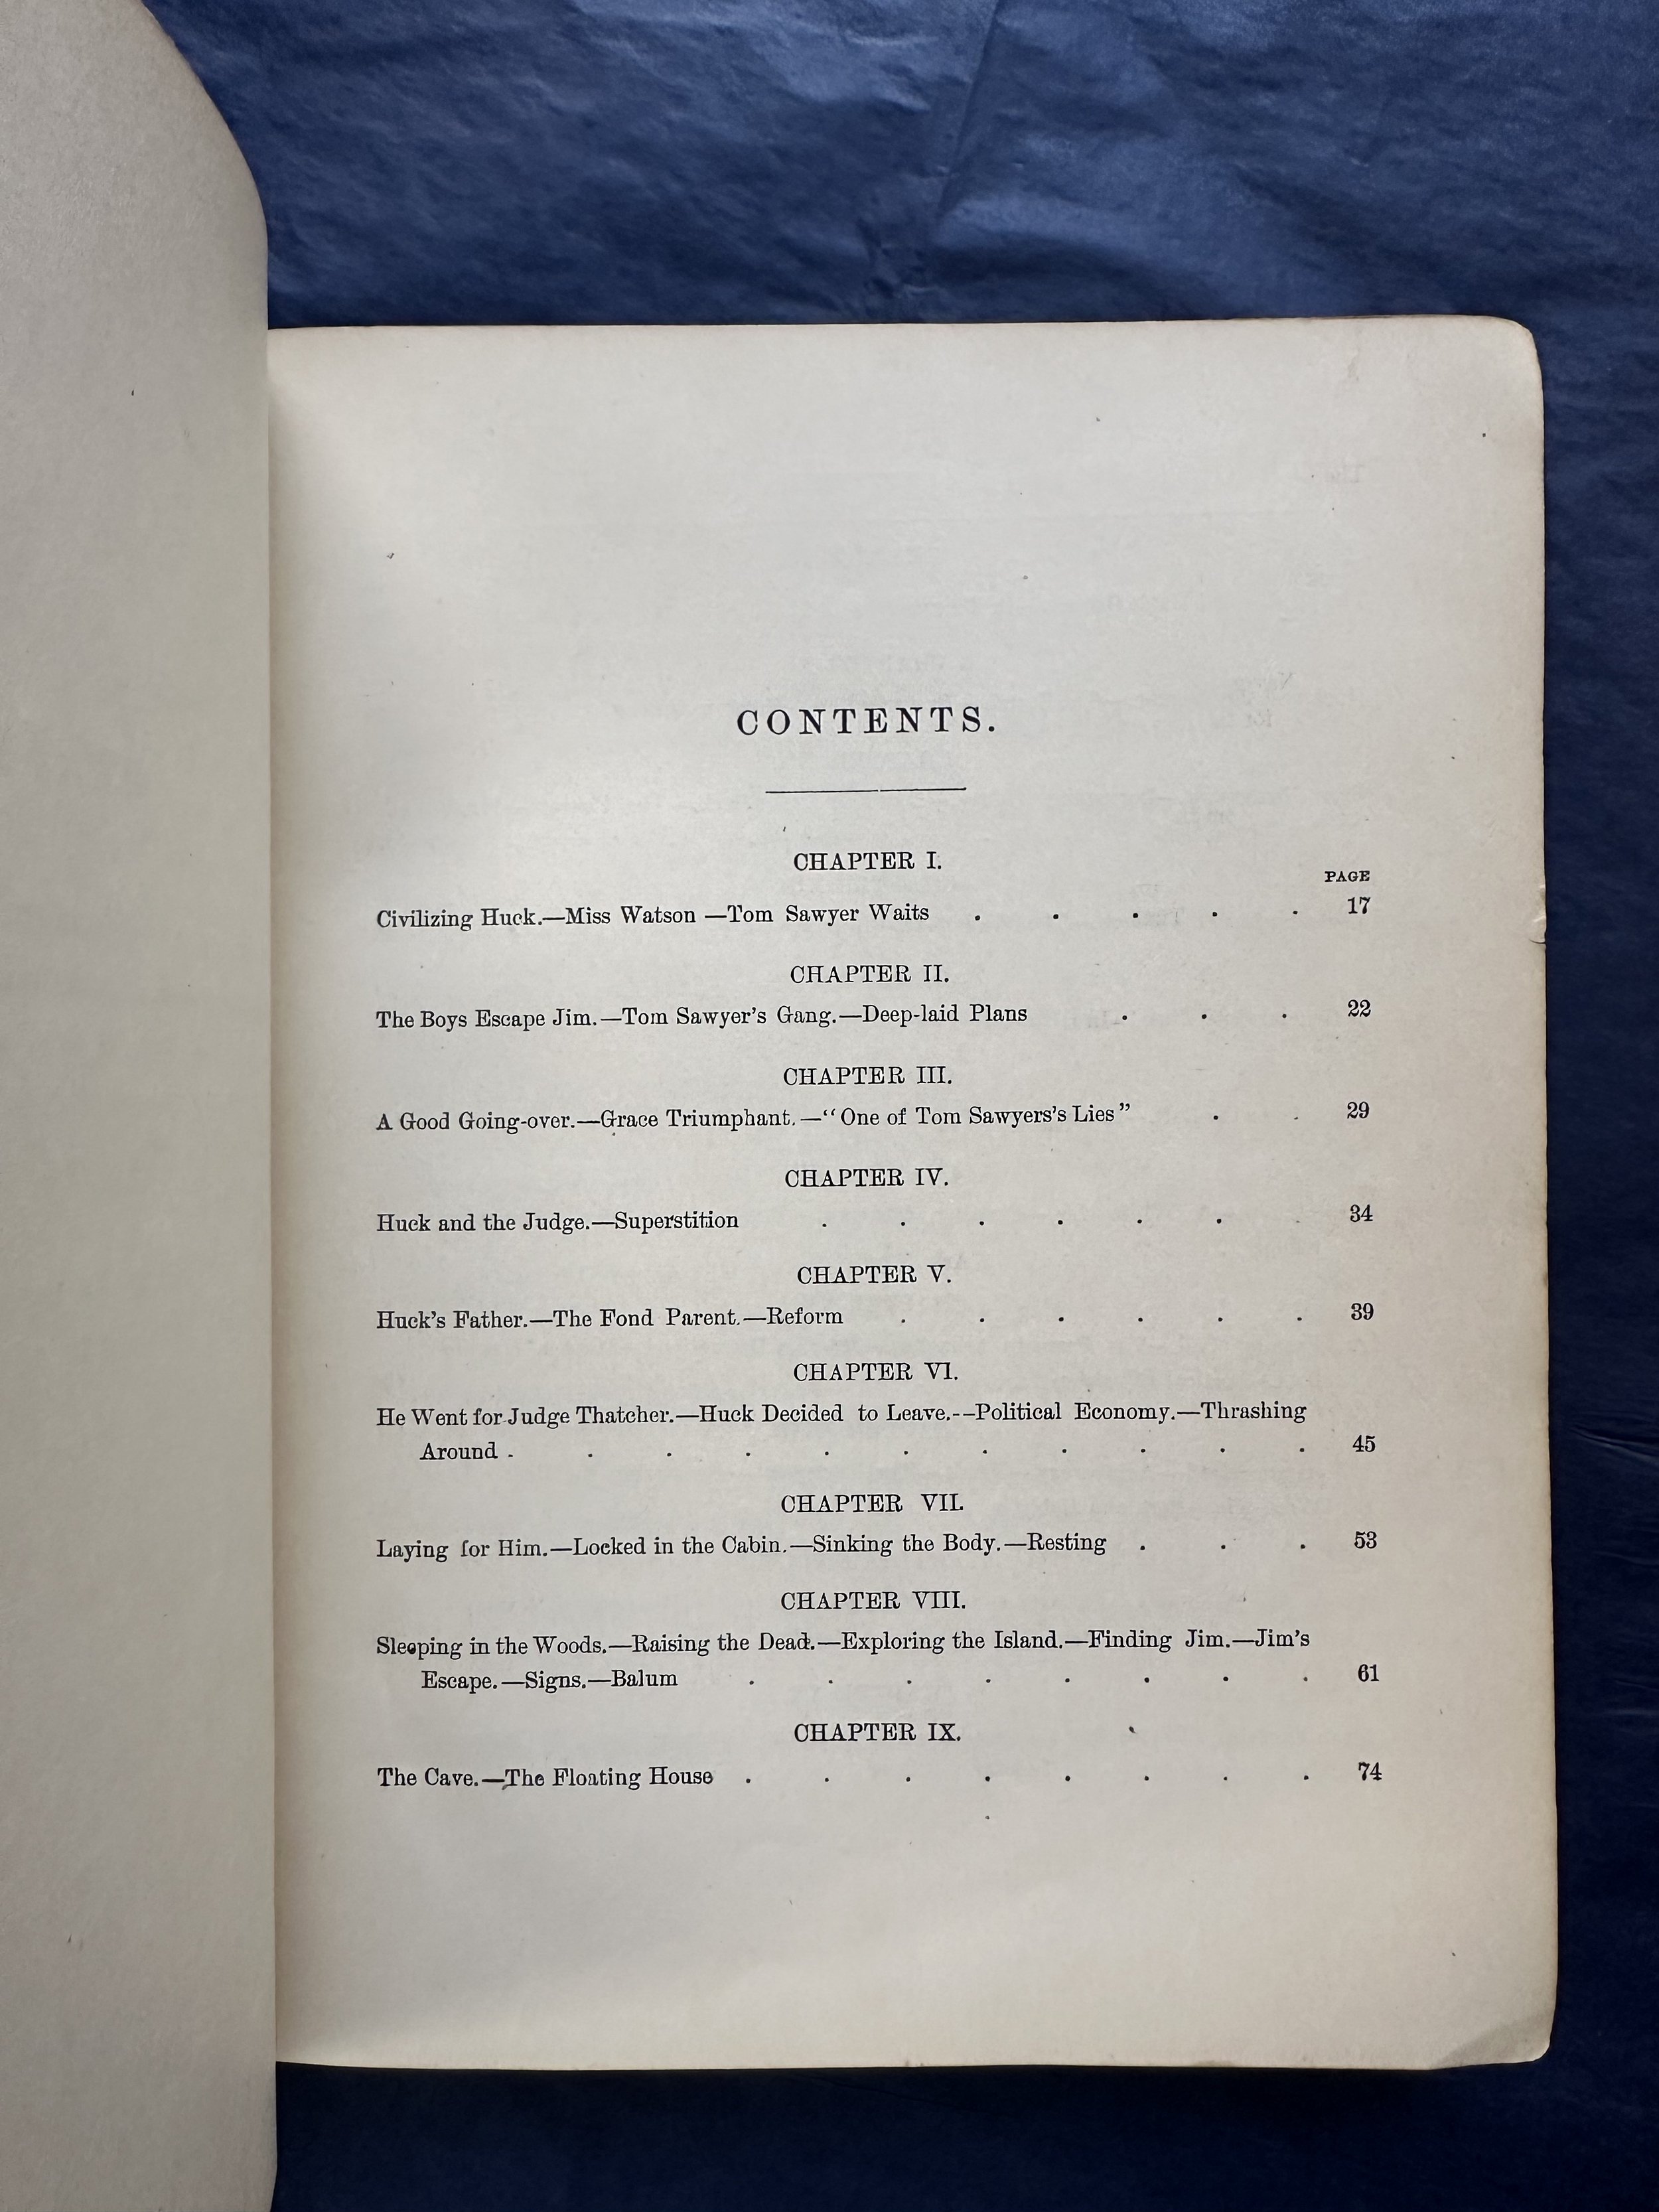 CONTENTS.
CHAPTER I.
PAGE
Civilizing Huck.—Miss Watson —Tom Sawyer Waits . . . . . 17
CHAPTER II.
The Boys Escape Jim.—Tom Sawyer's Gang.—Deep-laid Plans . . . 22
CHAPTER III.
A Good Going-over.—Grace Triumphant.—“One of Tom Sawyers's Lies” . . 29
CHAPTER IV.
Huck and the Judge.—Superstition . . . . . . . 34
CHAPTER V.
Huck's Father.—The Fond Parent.—Reform . . . . . . 39
CHAPTER VI.
He Went for Judge Thatcher.—Huck Decided to Leave.--Political Economy.—Thrashing
Around . . . . . . . . . . . 45
CHAPTER VII.
Laying for Him.—Locked in the Cabin.—Sinking the Body.—Resting . . . 53
CHAPTER VIII.
Sleeping in the Woods.—Raising the Dead.—Exploring the Island.—Finding Jim.—Jim's
Escape.—Signs.—Balum . . . . . . . . 61
CHAPTER IX.
The Cave.—The Floating House . . . . . . . . 74